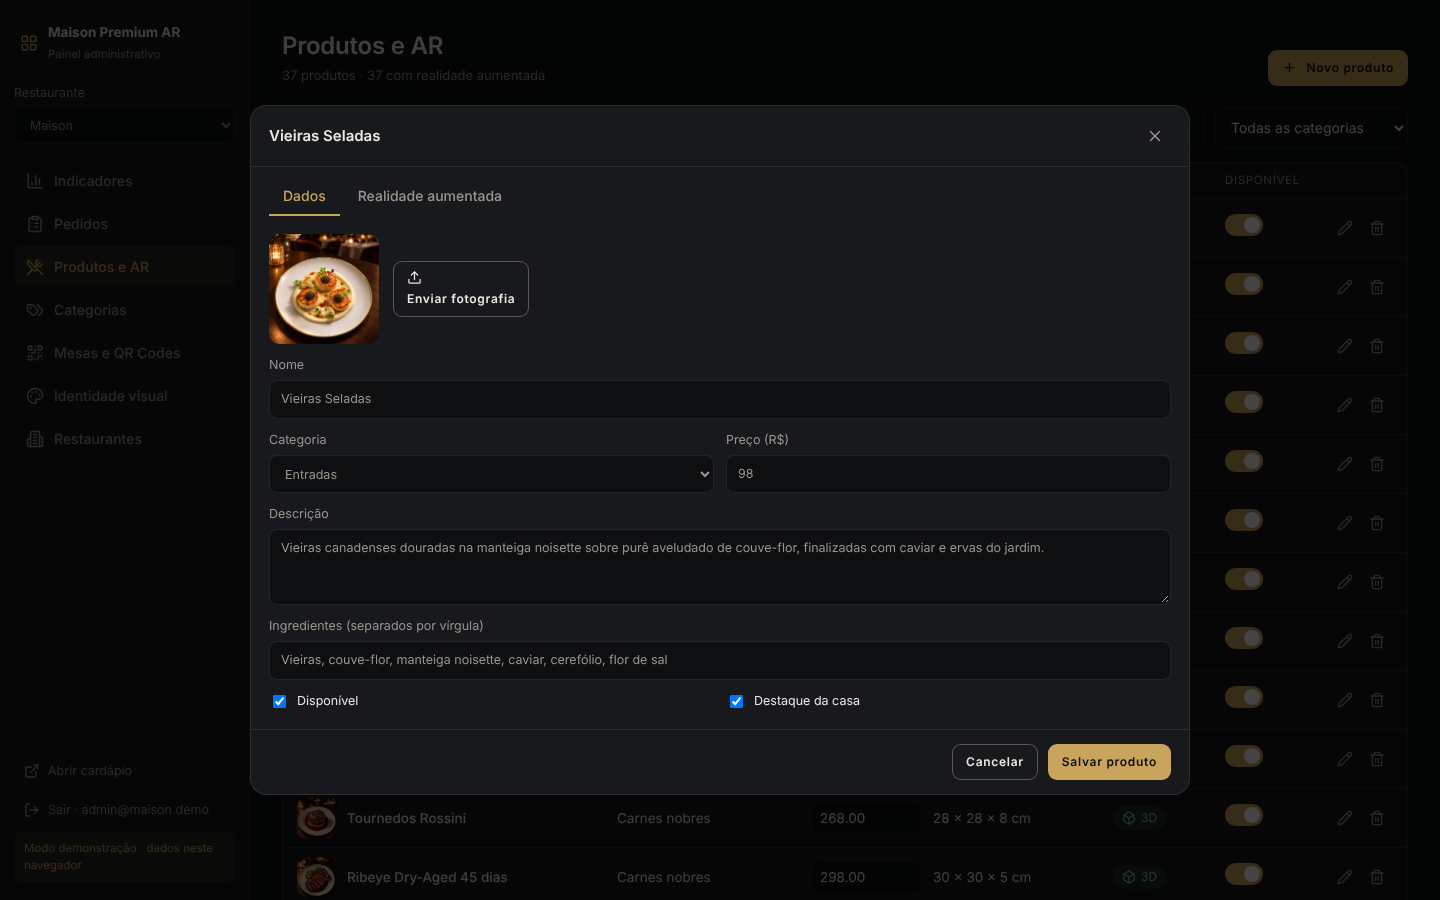 Maison Premium AR
Painel administrativo
Restaurante
Maison
Indicadores
Pedidos
Produtos e AR
Categorias
Mesas e QR Codes
Identidade visual
Restaurantes
Abrir cardápio
Sair · admin@maison.demo
Modo demonstração · dados neste
navegador
Produtos e AR
37 produtos · 37 com realidade aumentada
Novo produto
Todas as categorias
DISPONÍVEL
Vieiras Seladas
Dados
Realidade aumentada
Enviar fotografia
Nome
Vieiras Seladas
Categoria
Preço (R$)
Entradas
98
Descrição
Vieiras canadenses douradas na manteiga noisette sobre purê aveludado de couve-flor, finalizadas com caviar e ervas do jardim.
Ingredientes (separados por vírgula)
Vieiras, couve-flor, manteiga noisette, caviar, cerefólio, flor de sal
Disponível
Destaque da casa
Cancelar
Salvar produto
Tournedos Rossini
Carnes nobres
268.00
28 × 28 × 8 cm
3D
Ribeye Dry-Aged 45 dias
Carnes nobres
298.00
30 × 30 × 5 cm
3D